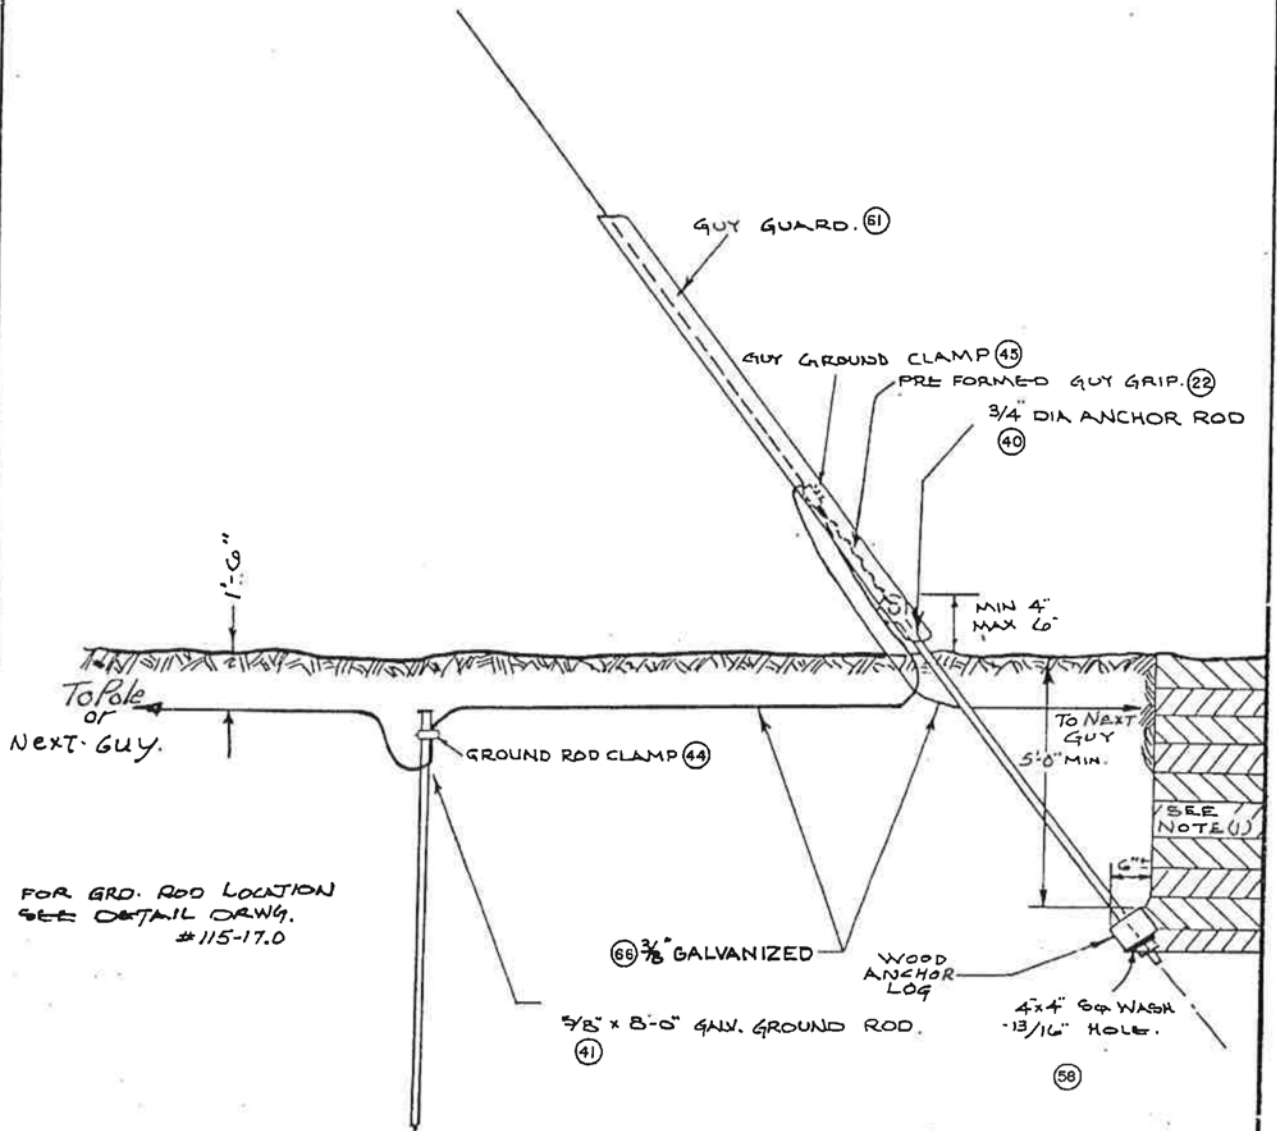 GUY GUARD. 61
GUY GROUND CLAMP 45
PRE FORMED GUY GRIP. 22
3/4" DIA ANCHOR ROD
40
1'-6"
MIN 4"
MAX 6"
To Pole
or
Next GUY.
GROUND ROD CLAMP 44
TO NEXT
GUY
5'-0" MIN.
SEE
NOTE (1)
6"±
FOR GRD. ROD LOCATION
SEE DETAIL DRWG.
#115-17.0
66 3/8" GALVANIZED
WOOD
ANCHOR
LOG
4"x4" SQ WASH
-13/16" HOLE.
5/8" x 8'-0" GALV. GROUND ROD.
41
58